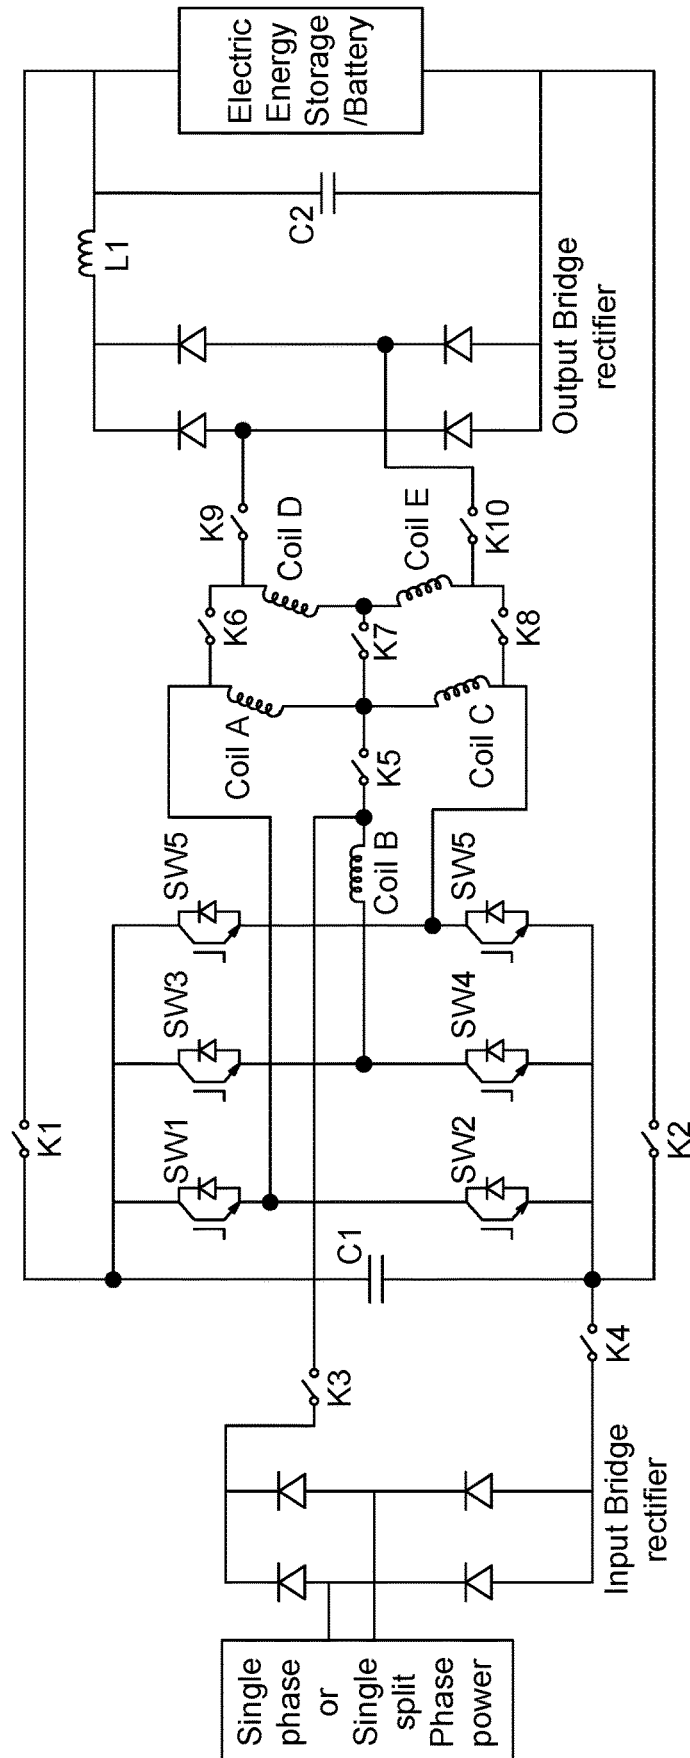 Single
phase
or
Single
split
Phase
power
Input Bridge
rectifier
K3
K4
C1
K1
K2
SW1
SW3
SW5
SW2
SW4
SW5
Coil B
K5
Coil A
Coil C
K6
K7
K8
Coil D
Coil E
K9
K10
Output Bridge
rectifier
L1
C2
Electric
Energy
Storage
/Battery